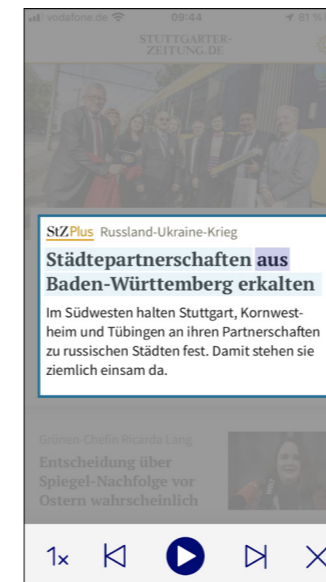 vodafone.de
09:44
81 %
STUTTGARTER-
ZEITUNG.DE
StZPlus Russland-Ukraine-Krieg
Städtepartnerschaften aus
Baden-Württemberg erkalten
Im Südwesten halten Stuttgart, Kornwest-
heim und Tübingen an ihren Partnerschaften
zu russischen Städten fest. Damit stehen sie
ziemlich einsam da.
Grünen-Chefin Ricarda Lang
Entscheidung über
Spiegel-Nachfolge vor
Ostern wahrscheinlich
1x